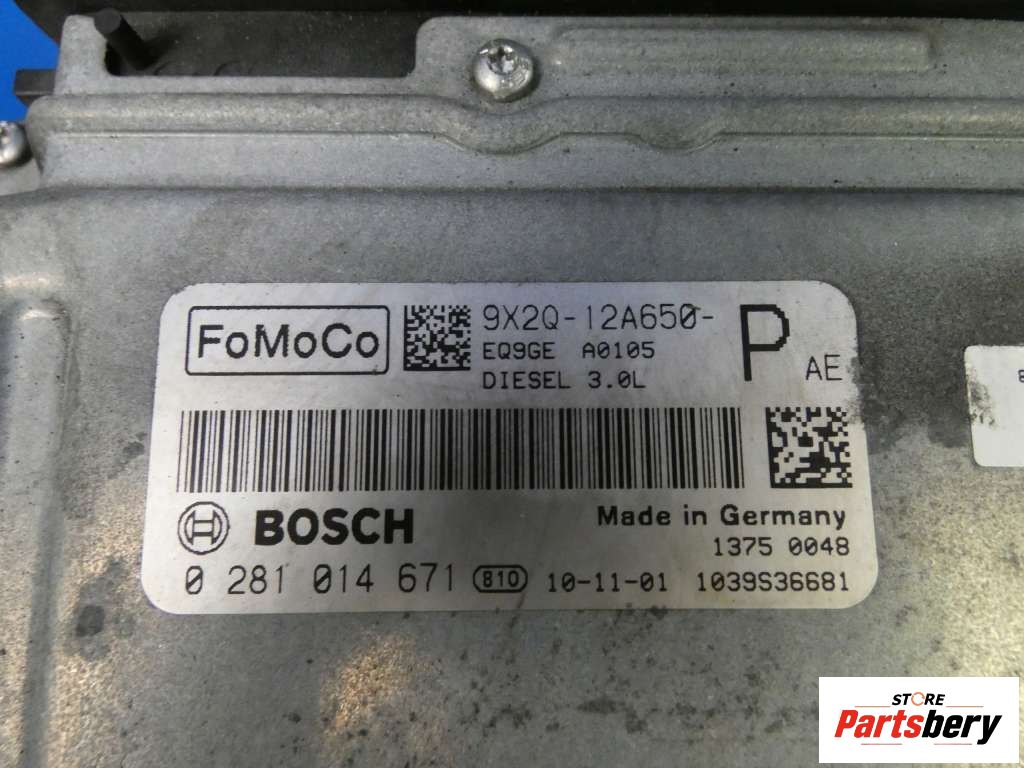 FoMoCo
9X2Q-12A650-
P
AE
EQ9GE A0105
DIESEL 3.0L
BOSCH
Made in Germany
1375 0048
0 281 014 671 810 10-11-01 1039S36681
STORE
Partsbery